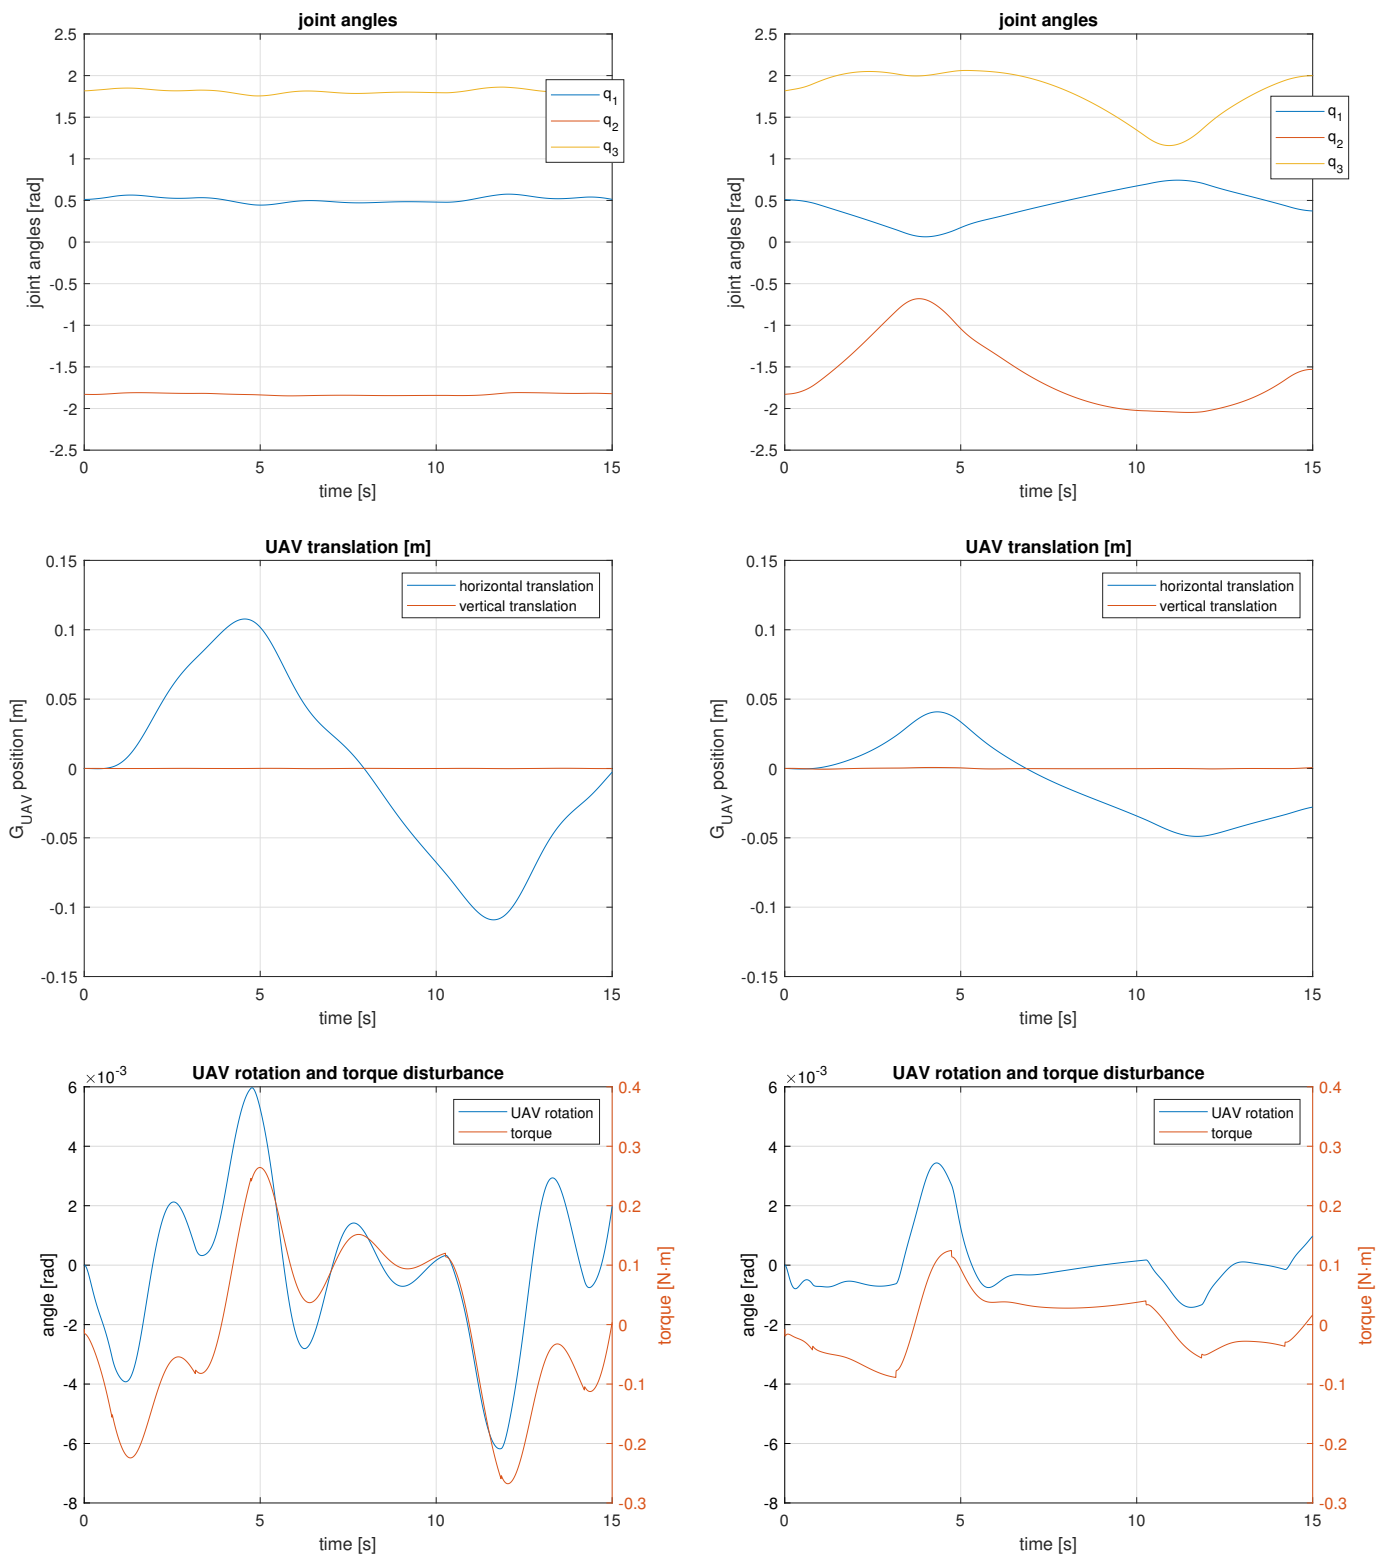 joint angles
2.5
2
1.5
1
0.5
0
-0.5
-1
-1.5
-2
-2.5
joint angles [rad]
q1
q2
q3
0 5 10 15
time [s]
joint angles
2.5
2
1.5
1
0.5
0
-0.5
-1
-1.5
-2
-2.5
joint angles [rad]
q1
q2
q3
0 5 10 15
time [s]
UAV translation [m]
0.15
0.1
0.05
0
-0.05
-0.1
-0.15
GUAV position [m]
horizontal translation
vertical translation
0 5 10 15
time [s]
UAV translation [m]
0.15
0.1
0.05
0
-0.05
-0.1
-0.15
GUAV position [m]
horizontal translation
vertical translation
0 5 10 15
time [s]
UAV rotation and torque disturbance
×10-3
6
4
2
0
-2
-4
-6
-8
angle [rad]
UAV rotation
torque
0.4
0.3
0.2
0.1
0
-0.1
-0.2
-0.3
torque [N·m]
0 5 10 15
time [s]
UAV rotation and torque disturbance
×10-3
6
4
2
0
-2
-4
-6
-8
angle [rad]
UAV rotation
torque
0.4
0.3
0.2
0.1
0
-0.1
-0.2
-0.3
torque [N·m]
0 5 10 15
time [s]